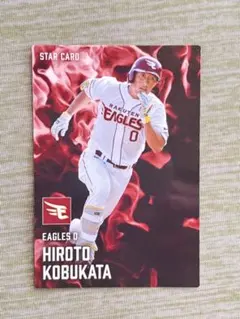 STAR CARD
RAKUTEN
EAGLES
0
E
EAGLES 0
HIROTO
KOBUKATA